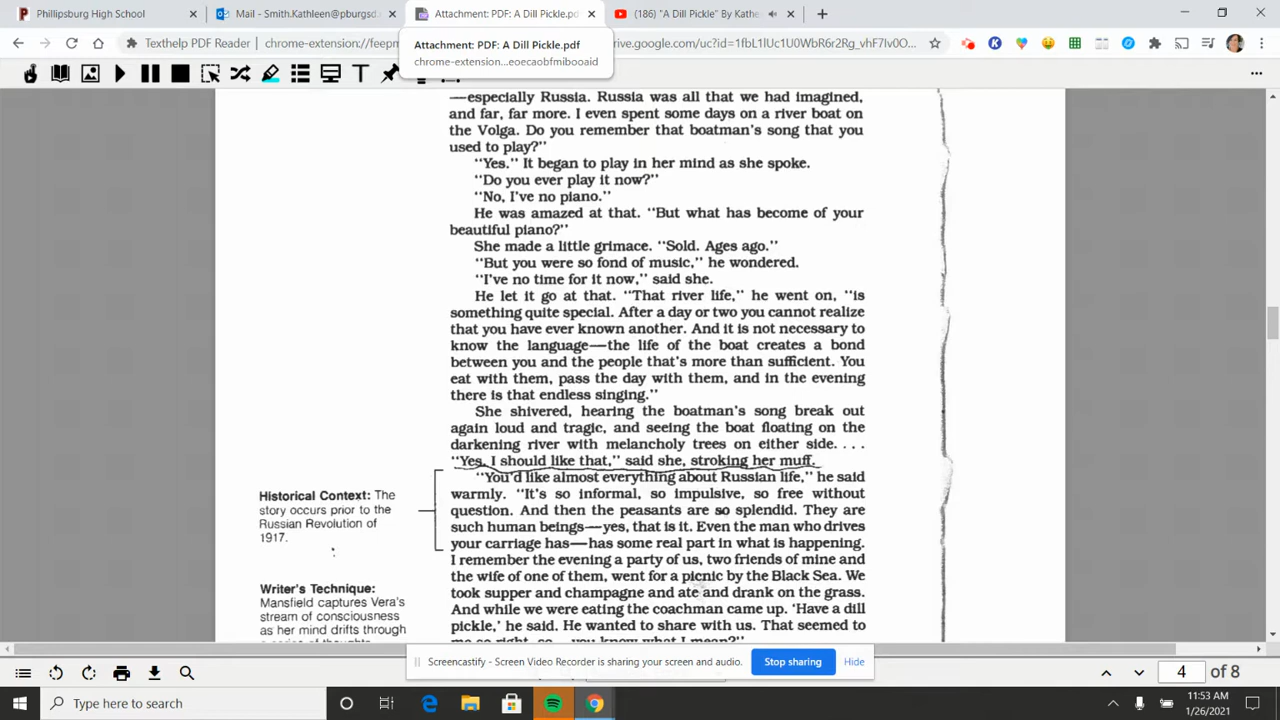 Phillipsburg High School
Mail - Smith.Kathleen@pburgsd.
Attachment: PDF: A Dill Pickle.pd
(186) "A Dill Pickle" By Kathe
Texthelp PDF Reader
chrome-extension://feepm
Attachment: PDF: A Dill Pickle.pdf
chrome-extension...eoecaobfmibooaid
rive.google.com/uc?id=1fbL1lUc1U0WbR6r2Rg_vhF7Iv0O...
—especially Russia. Russia was all that we had imagined,
and far, far more. I even spent some days on a river boat on
the Volga. Do you remember that boatman's song that you
used to play?"
"Yes." It began to play in her mind as she spoke.
"Do you ever play it now?"
"No, I've no piano."
He was amazed at that. "But what has become of your
beautiful piano?"
She made a little grimace. "Sold. Ages ago."
"But you were so fond of music," he wondered.
"I've no time for it now," said she.
He let it go at that. "That river life," he went on, "is
something quite special. After a day or two you cannot realize
that you have ever known another. And it is not necessary to
know the language—the life of the boat creates a bond
between you and the people that's more than sufficient. You
eat with them, pass the day with them, and in the evening
there is that endless singing."
She shivered, hearing the boatman's song break out
again loud and tragic, and seeing the boat floating on the
darkening river with melancholy trees on either side. . . .
"Yes, I should like that," said she, stroking her muff.
"You'd like almost everything about Russian life," he said
warmly. "It's so informal, so impulsive, so free without
question. And then the peasants are so splendid. They are
such human beings—yes, that is it. Even the man who drives
your carriage has—has some real part in what is happening.
I remember the evening a party of us, two friends of mine and
the wife of one of them, went for a picnic by the Black Sea. We
took supper and champagne and ate and drank on the grass.
And while we were eating the coachman came up. 'Have a dill
pickle,' he said. He wanted to share with us. That seemed to
me so right, so—you know what I mean?"
Historical Context: The
story occurs prior to the
Russian Revolution of
1917.
Writer's Technique:
Mansfield captures Vera's
stream of consciousness
as her mind drifts through
a series of thoughts
Screencastify - Screen Video Recorder is sharing your screen and audio.
Stop sharing
Hide
4 of 8
Type here to search
11:53 AM
1/26/2021